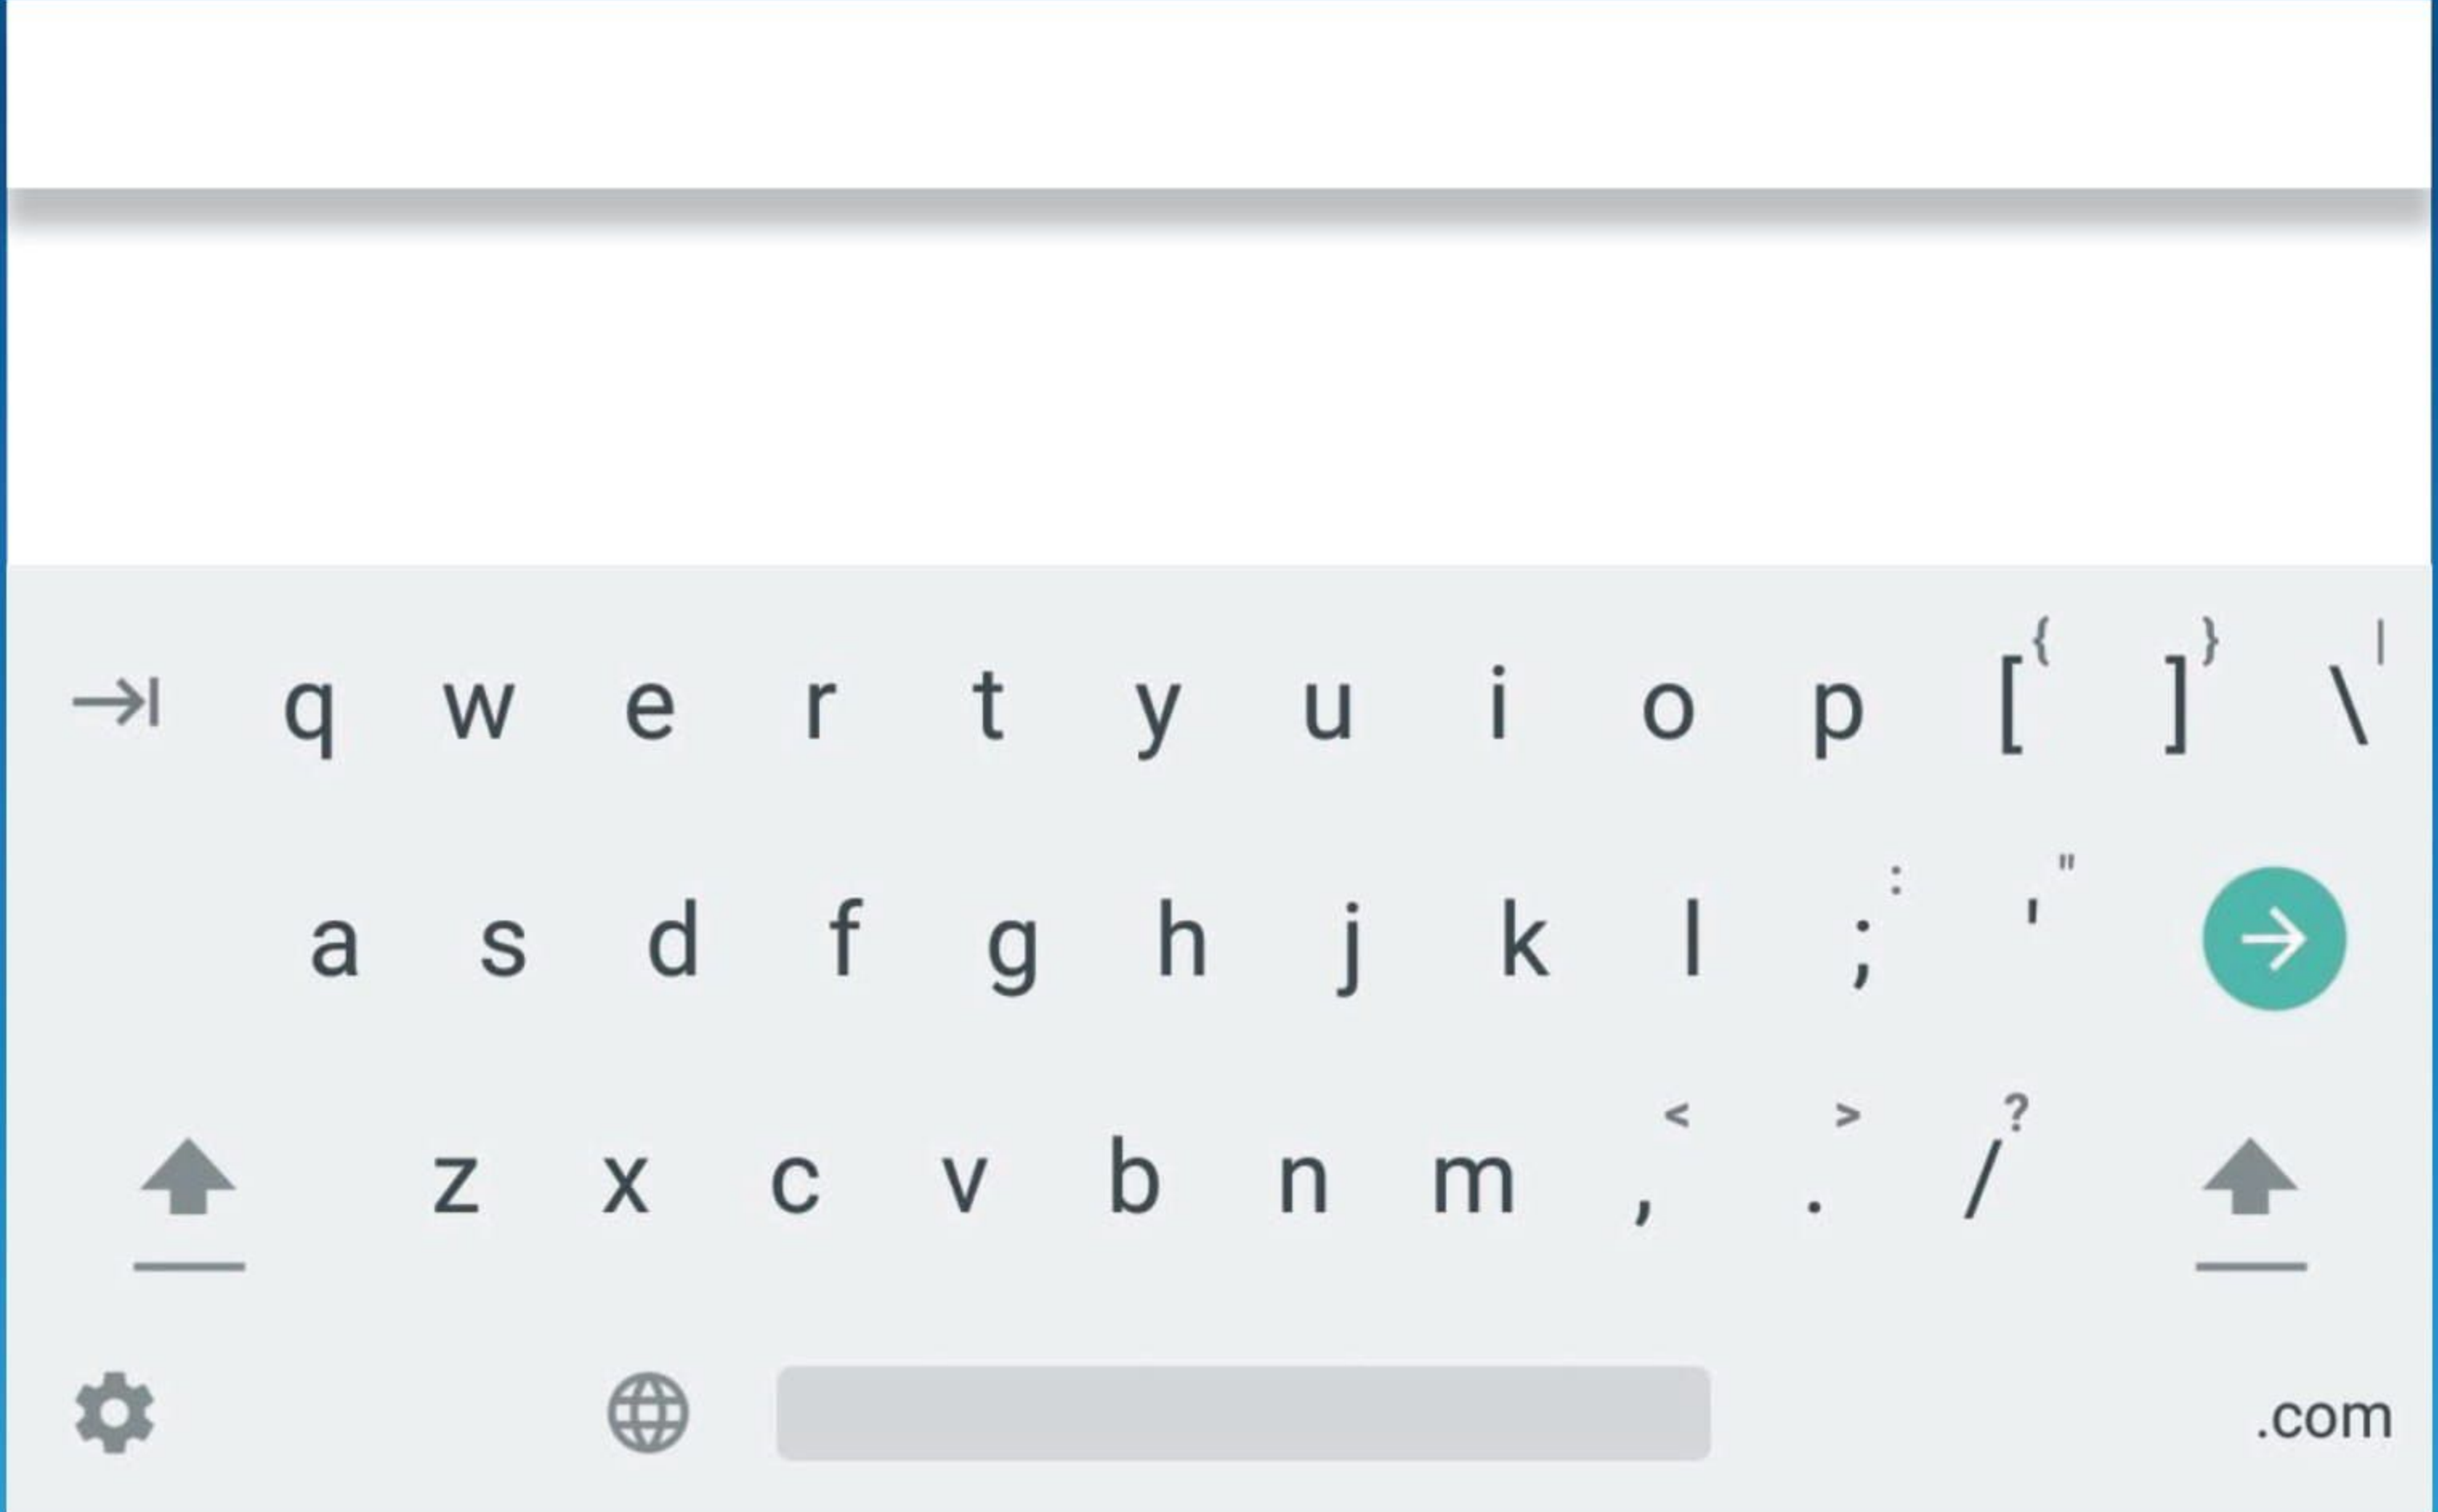 q w e r t y u i o p [ { ] } \ |
a s d f g h j k l ; : ' "
z x c v b n m , < . > / ?
.com